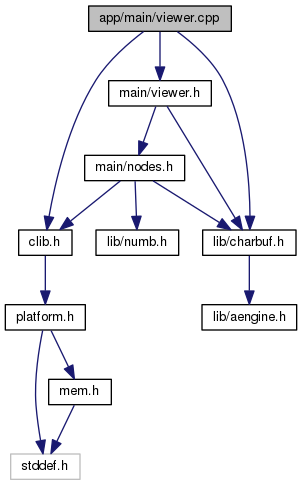 app/main/viewer.cpp
main/viewer.h
main/nodes.h
clib.h
lib/numb.h
lib/charbuf.h
platform.h
lib/aengine.h
mem.h
stddef.h